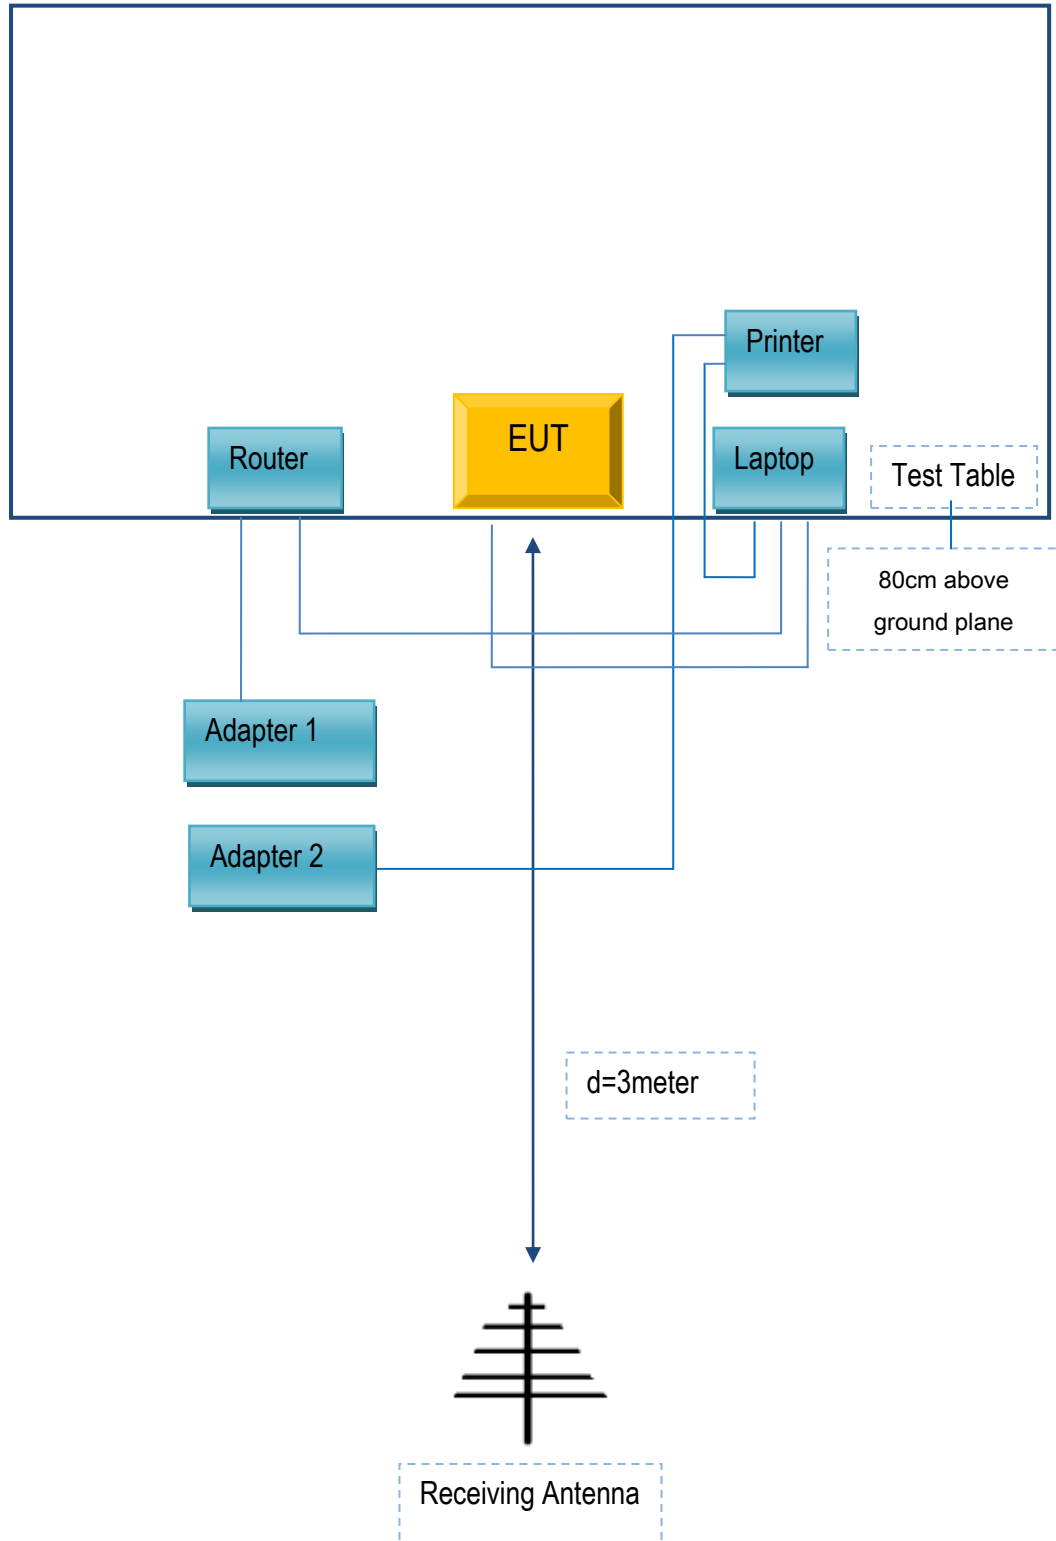 Printer
EUT
Router
Laptop
Test Table
80cm above
ground plane
Adapter 1
Adapter 2
d=3meter
Receiving Antenna